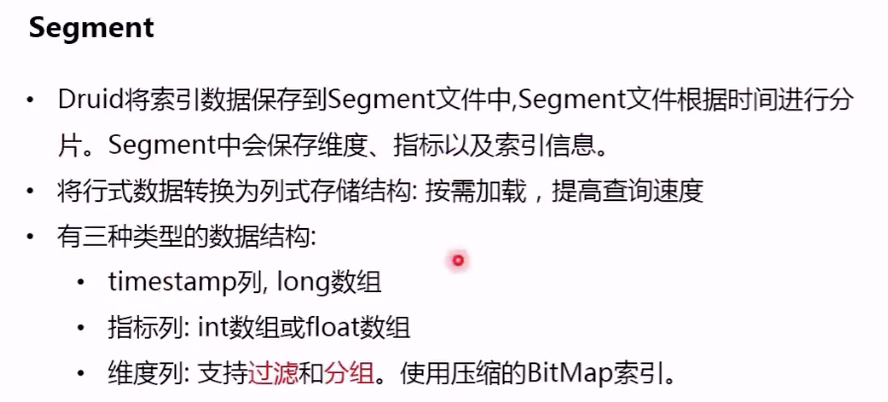 Segment
• Druid将索引数据保存到Segment文件中,Segment文件根据时间进行分
片。Segment中会保存维度、指标以及索引信息。
• 将行式数据转换为列式存储结构: 按需加载，提高查询速度
• 有三种类型的数据结构:
• timestamp列, long数组
• 指标列: int数组或float数组
• 维度列: 支持过滤和分组。使用压缩的BitMap索引。